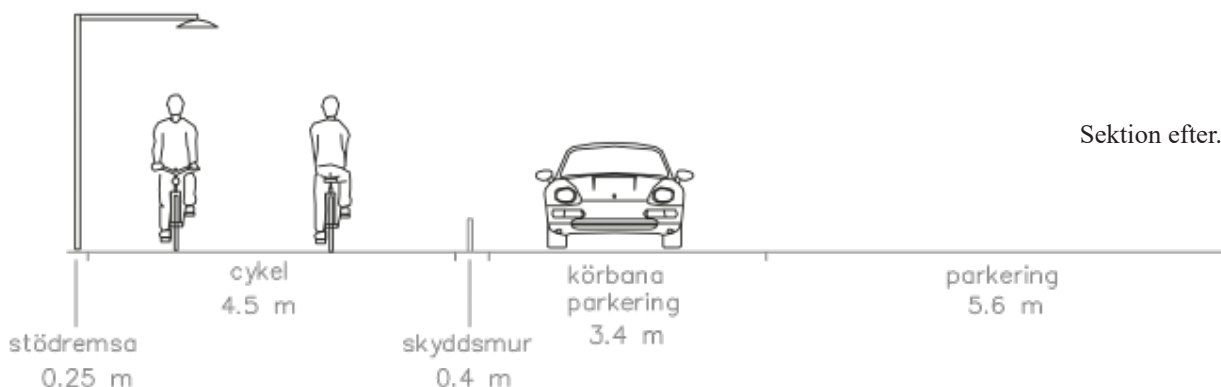 Sektion efter.
cykel
4.5 m
körbana
parkering
3.4 m
parkering
5.6 m
stödremsa
0.25 m
skyddsmur
0.4 m